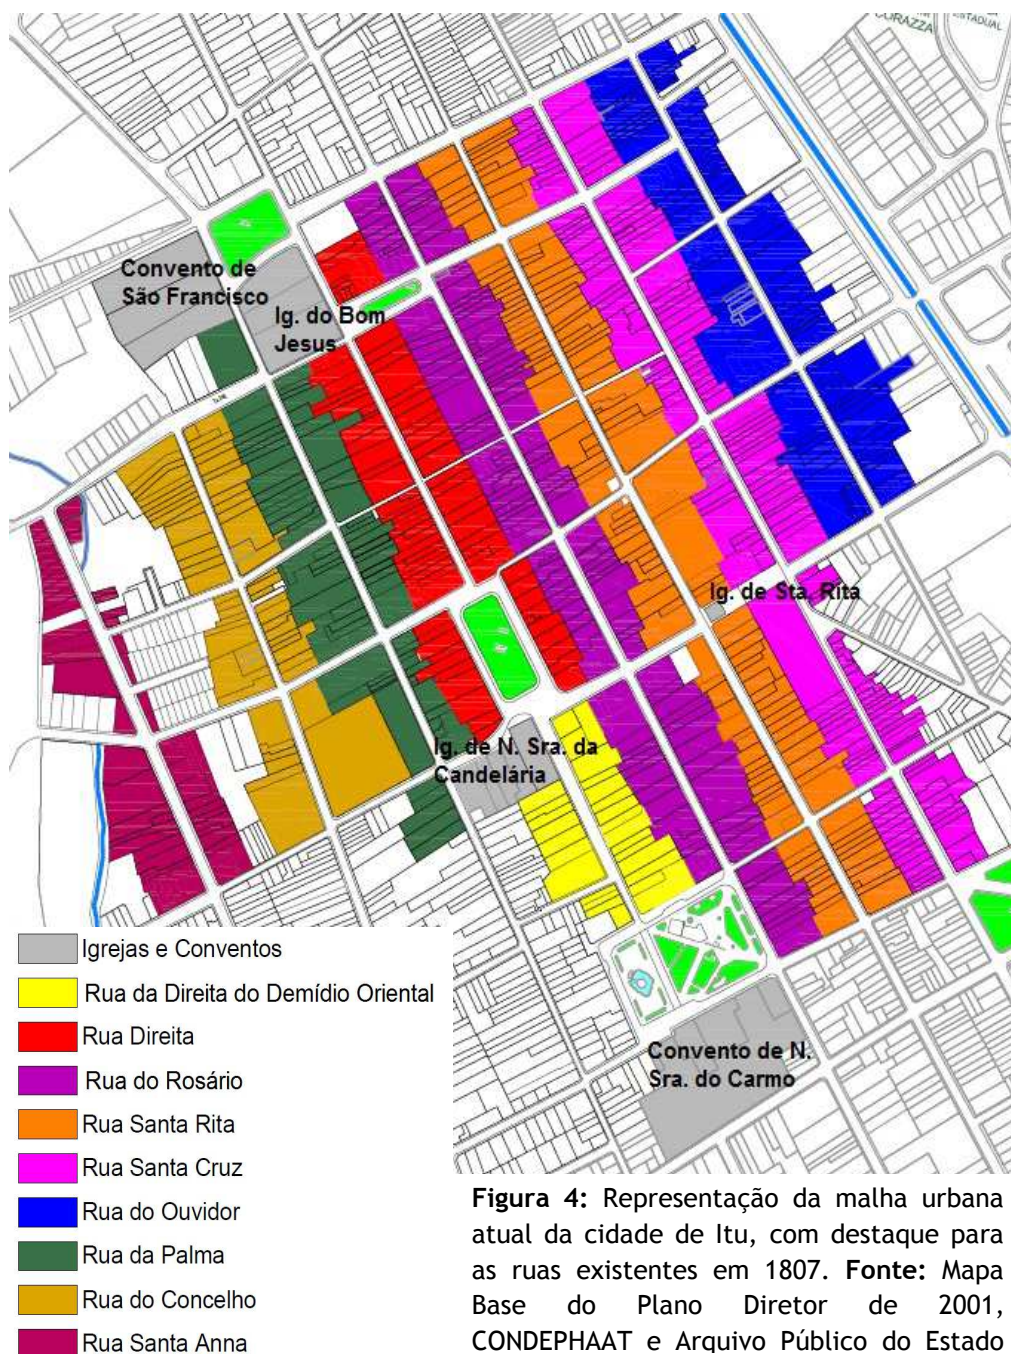 CORAZZA
ESTADUAL
Convento de
São Francisco
Ig. do Bom
Jesus
Ig. de Sta. Rita
Ig. de N. Sra. da
Candelária
Convento de N.
Sra. do Carmo
Igrejas e Conventos
Rua da Direita do Demídio Oriental
Rua Direita
Rua do Rosário
Rua Santa Rita
Rua Santa Cruz
Rua do Ouvidor
Rua da Palma
Rua do Concelho
Rua Santa Anna
Figura 4: Representação da malha urbana
atual da cidade de Itu, com destaque para
as ruas existentes em 1807. Fonte: Mapa
Base do Plano Diretor de 2001,
CONDEPHAAT e Arquivo Público do Estado